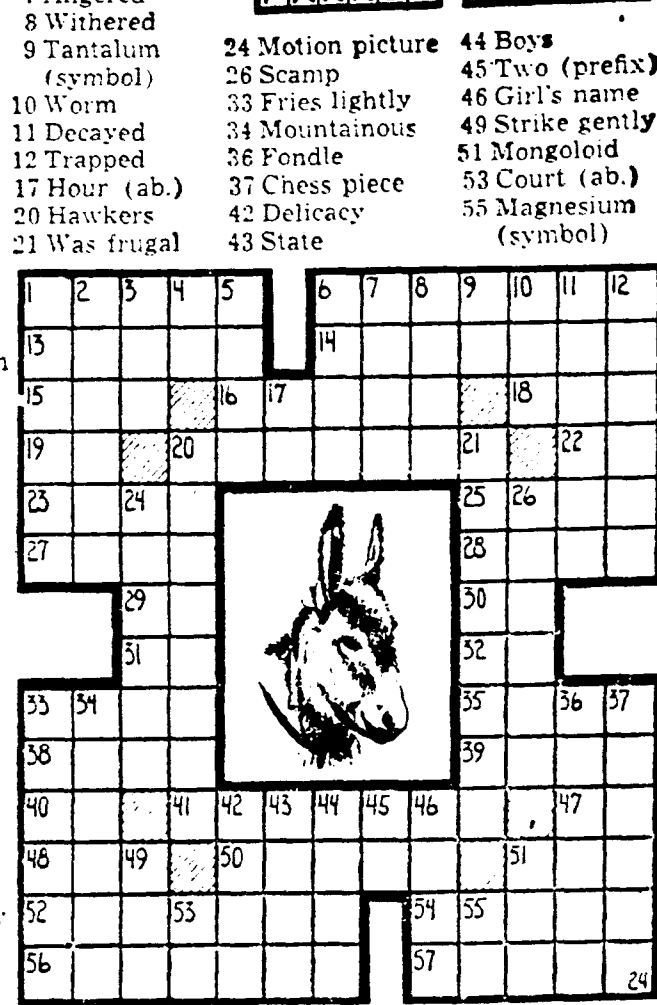 Angered
8 Withered
9 Tantalum
(symbol)
10 Worm
11 Decayed
12 Trapped
17 Hour (ab.)
20 Hawkers
21 Was frugal
24 Motion picture
26 Scamp
33 Fries lightly
34 Mountainous
36 Fondle
37 Chess piece
42 Delicacy
43 State
44 Boys
45 Two (prefix)
46 Girl's name
49 Strike gently
51 Mongoloid
53 Court (ab.)
55 Magnesium
(symbol)
1 2 3 4 5 6 7 8 9 10 11 12
13 14
15 16 17 18
19 20 21 22
23 24 25 26
27 28
29 30
31 32
33 34 35 36 37
38 39
40 41 42 43 44 45 46 47
48 49 50 51
52 53 54 55
56 57
24